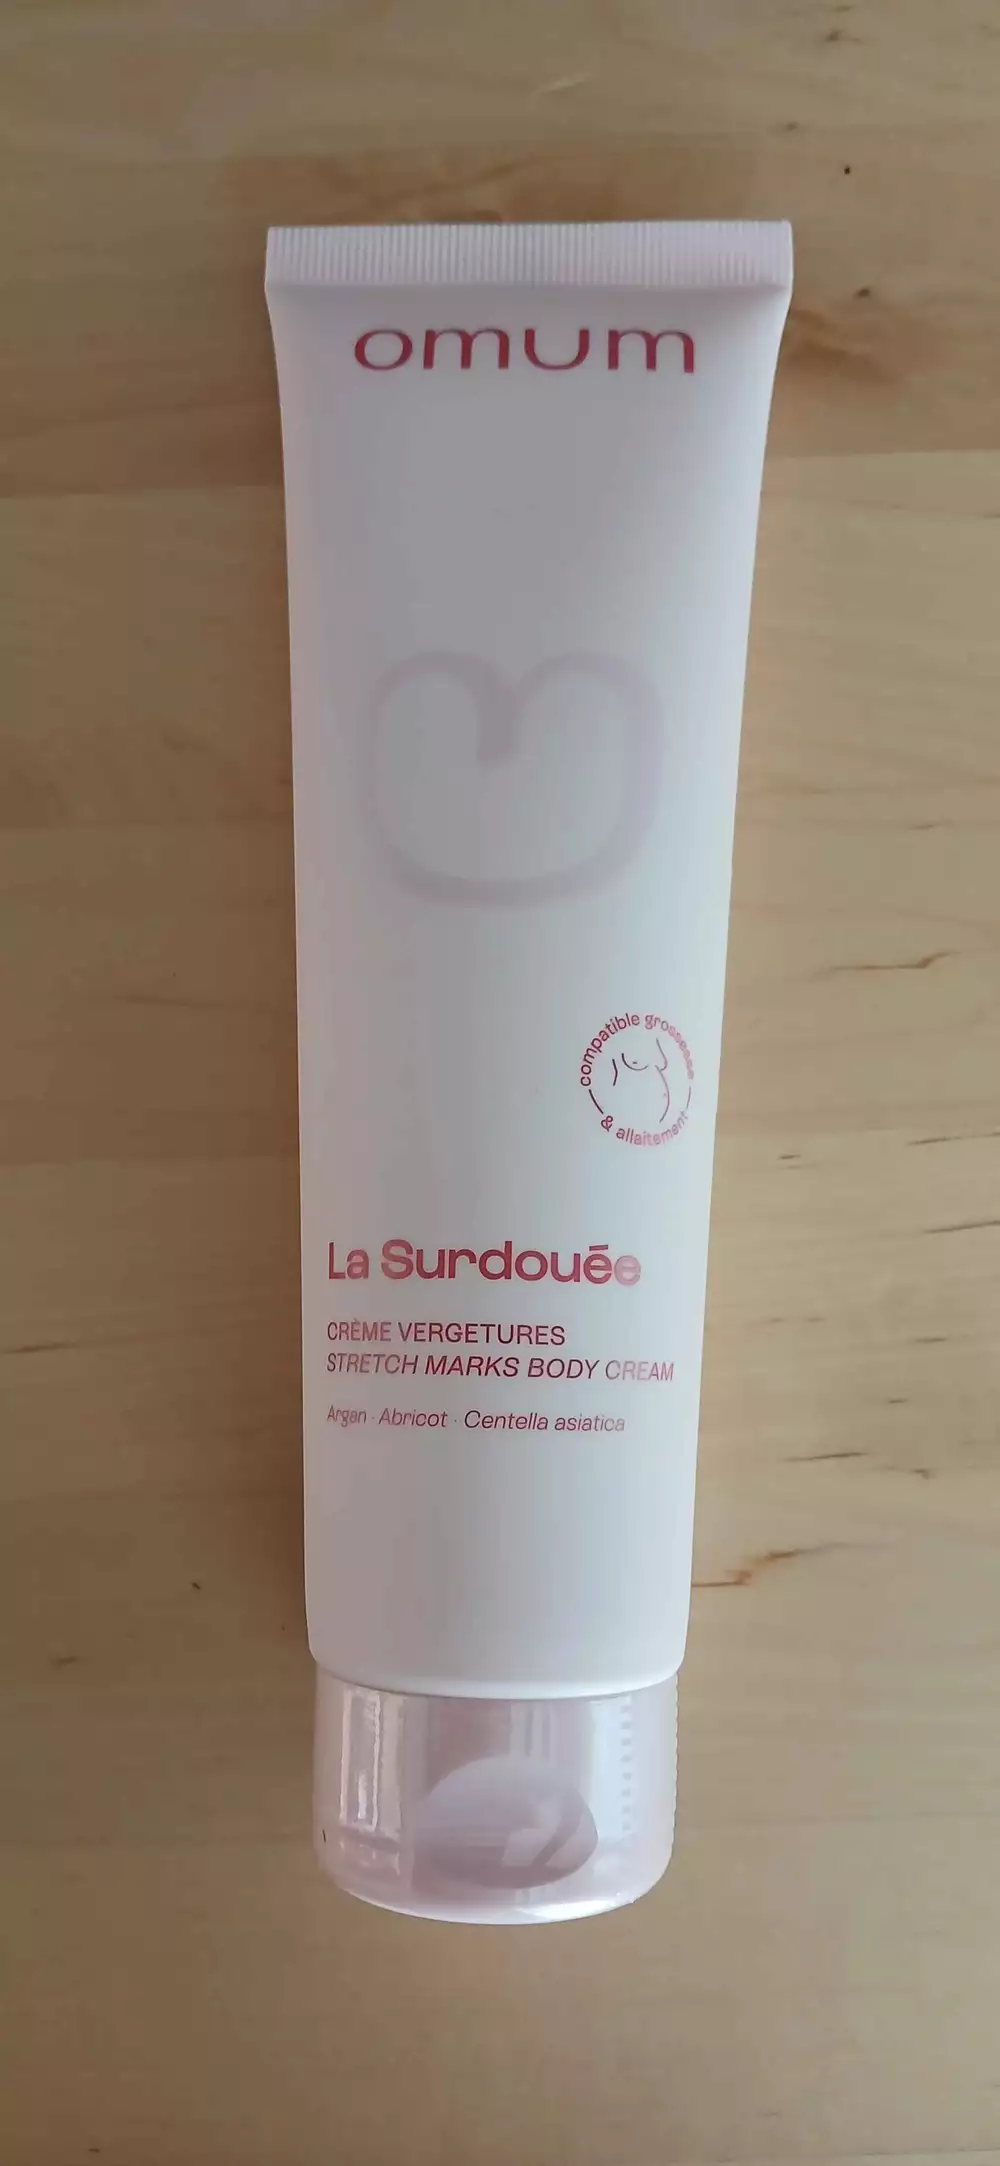 omum
compatible grossesse
& allaitement
La Surdouée
CRÈME VERGETURES
STRETCH MARKS BODY CREAM
Argan · Abricot · Centella asiatica